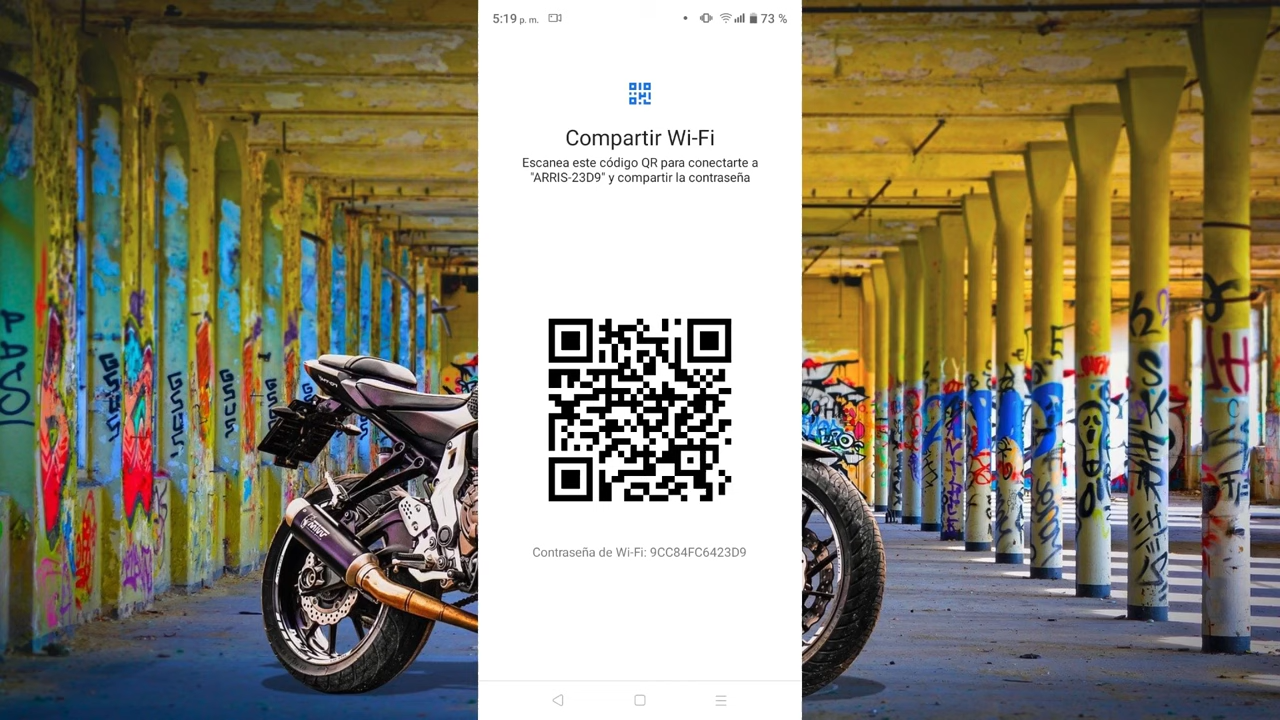 5:19 p. m.
73 %
Compartir Wi-Fi
Escanea este código QR para conectarte a
"ARRIS-23D9" y compartir la contraseña
Contraseña de Wi-Fi: 9CC84FC6423D9